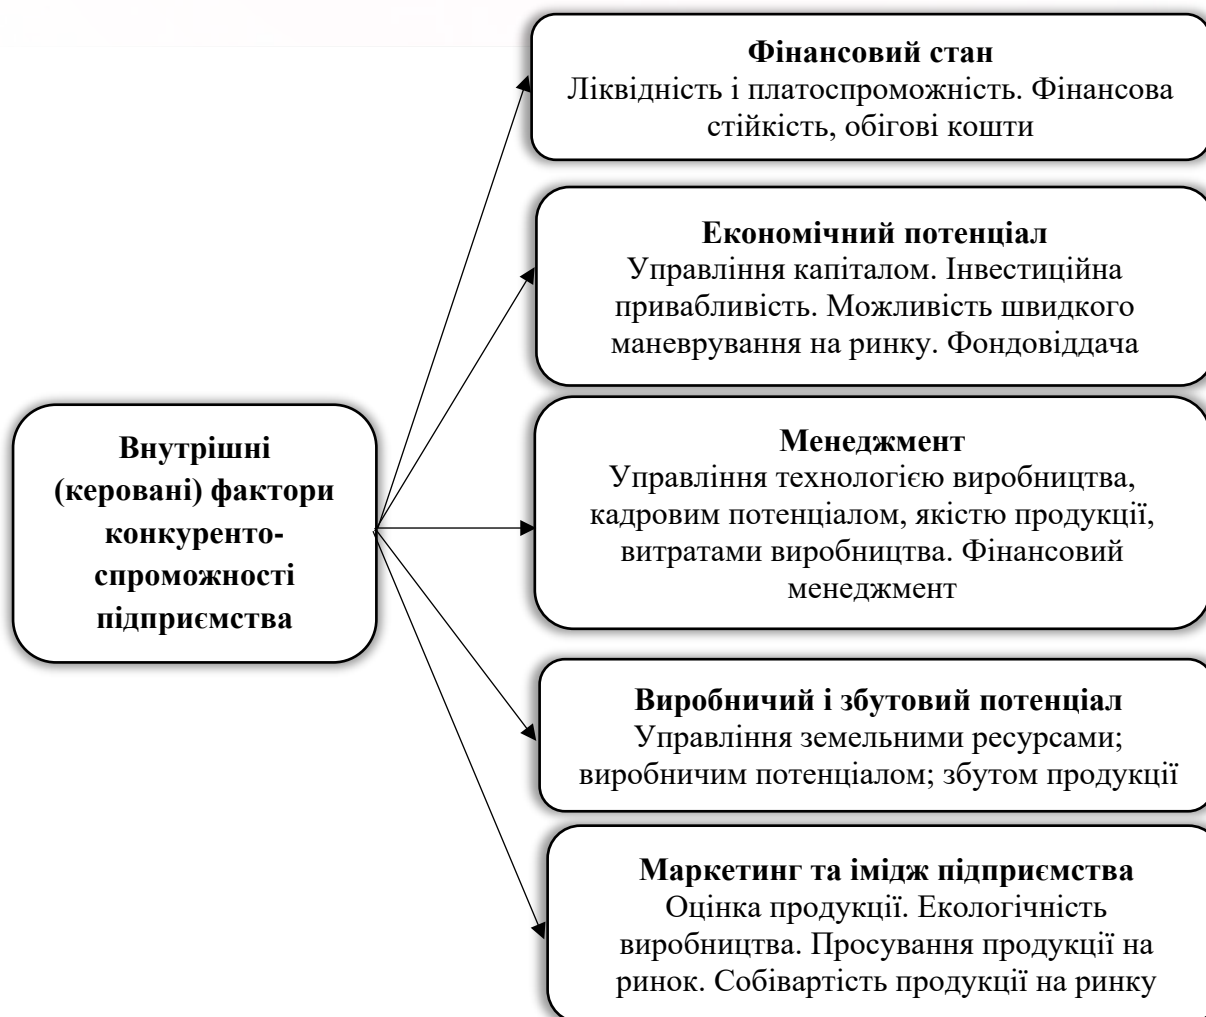 Фінансовий стан
Ліквідність і платоспроможність. Фінансова
стійкість, обігові кошти
Економічний потенціал
Управління капіталом. Інвестиційна
привабливість. Можливість швидкого
маневрування на ринку. Фондовіддача
Внутрішні
(керовані) фактори
конкуренто-
спроможності
підприємства
Менеджмент
Управління технологією виробництва,
кадровим потенціалом, якістю продукції,
витратами виробництва. Фінансовий
менеджмент
Виробничий і збутовий потенціал
Управління земельними ресурсами;
виробничим потенціалом; збутом продукції
Маркетинг та імідж підприємства
Оцінка продукції. Екологічність
виробництва. Просування продукції на
ринок. Собівартість продукції на ринку